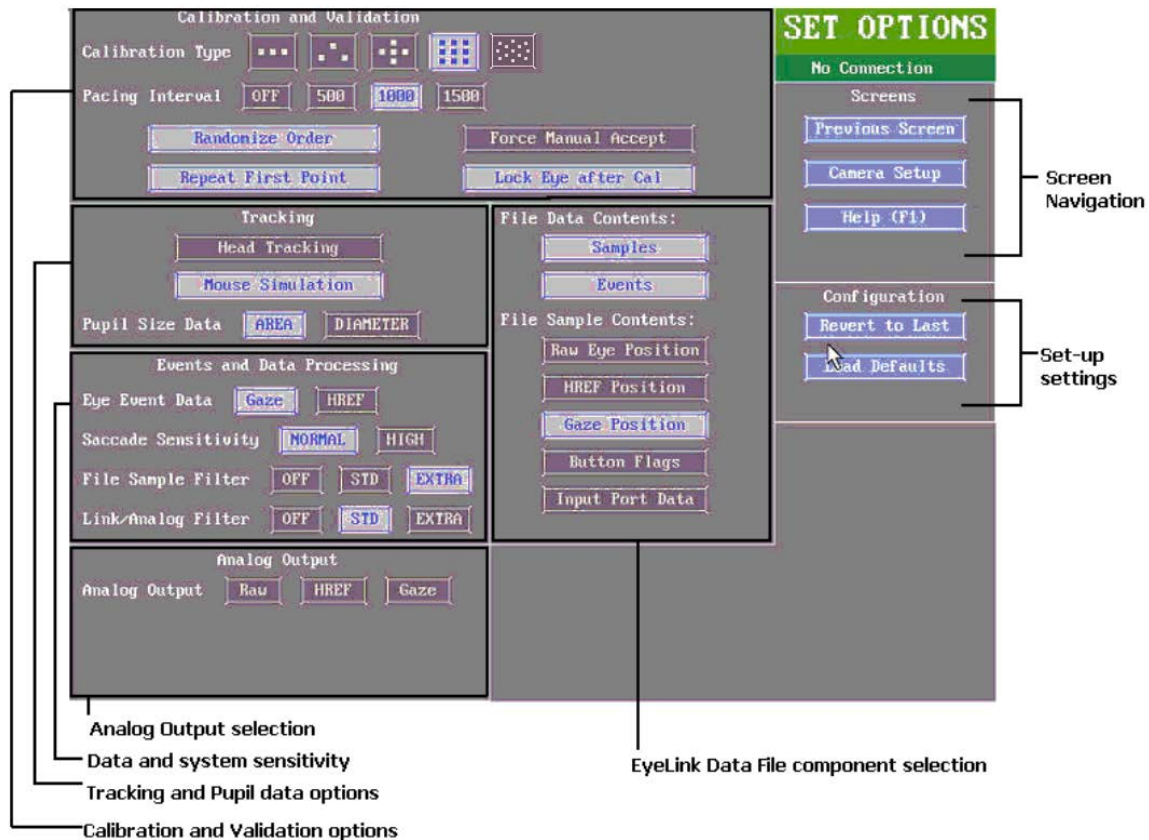 Calibration and Validation
Calibration Type
Pacing Interval OFF 500 1000 1500
Randomize Order Force Manual Accept
Repeat First Point Lock Eye after Cal
Tracking
Head Tracking
Mouse Simulation
Pupil Size Data AREA DIAMETER
Events and Data Processing
Eye Event Data Gaze HREF
Saccade Sensitivity NORMAL HIGH
File Sample Filter OFF STD EXTRA
Link/Analog Filter OFF STD EXTRA
Analog Output
Analog Output Raw HREF Gaze
File Data Contents:
Samples
Events
File Sample Contents:
Raw Eye Position
HREF Position
Gaze Position
Button Flags
Input Port Data
SET OPTIONS
No Connection
Screens
Previous Screen
Camera Setup
Help (F1)
Configuration
Revert to Last
Load Defaults
Screen
Navigation
Set-up
settings
Analog Output selection
Data and system sensitivity
Tracking and Pupil data options
Calibration and Validation options
EyeLink Data File component selection